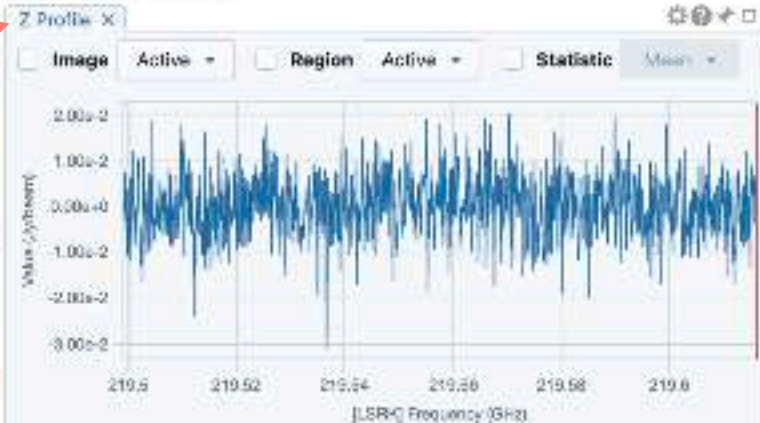 Z Profile
Image Active Region Active Statistic Mean
2.00e-2
1.00e-2
0.00e+0
-1.00e-2
-2.00e-2
-3.00e-2
Value (Jy/beam)
219.5 219.52 219.54 219.56 219.58 219.6
[LSRK] Frequency (GHz)